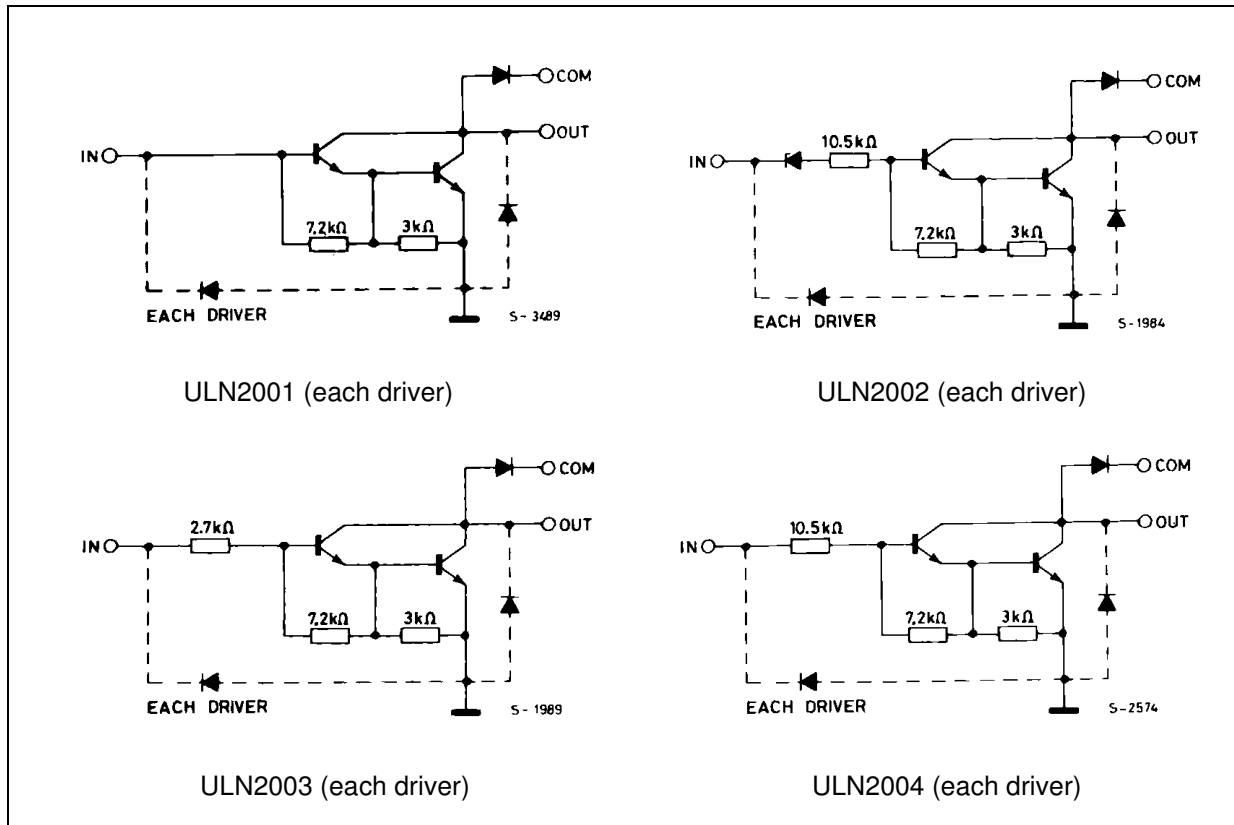 COM
OUT
IN
7.2kΩ 3kΩ
EACH DRIVER
S- 3489
ULN2001 (each driver)
COM
OUT
IN
10.5kΩ
7.2kΩ 3kΩ
EACH DRIVER
S-1984
ULN2002 (each driver)
COM
OUT
2.7kΩ
IN
7.2kΩ 3kΩ
EACH DRIVER
S- 1989
ULN2003 (each driver)
COM
OUT
10.5kΩ
IN
7.2kΩ 3kΩ
EACH DRIVER
S-2574
ULN2004 (each driver)